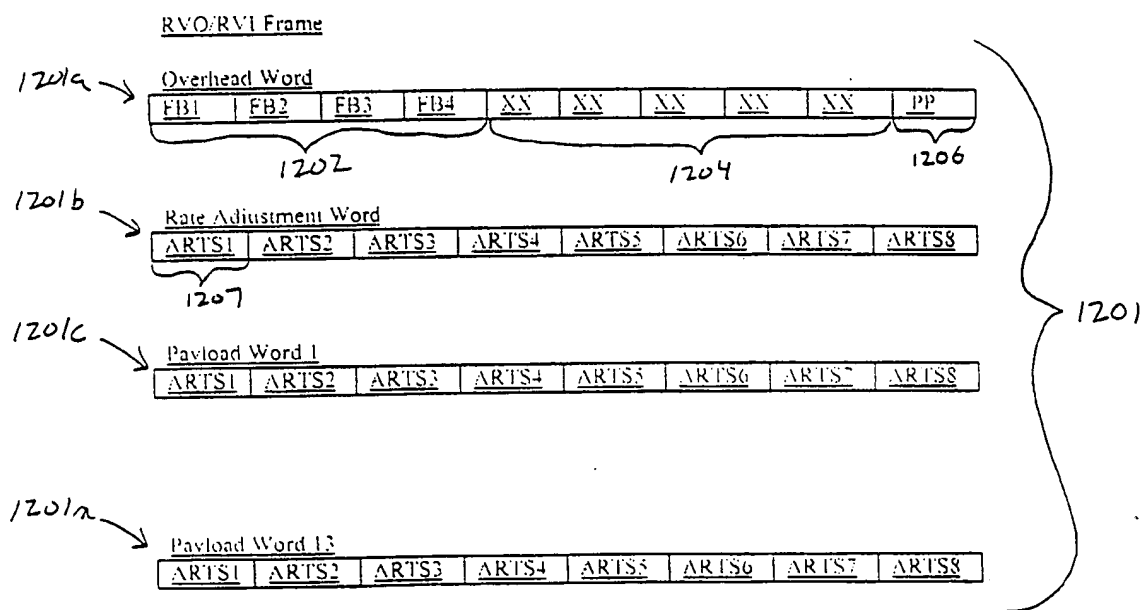 RVO/RVI Frame
1201a
Overhead Word
FB1 FB2 FB3 FB4 XX XX XX XX XX PP
1202 1204 1206
1201b
Rate Adjustment Word
ARTS1 ARTS2 ARTS3 ARTS4 ARTS5 ARTS6 ARTS7 ARTS8
1207
1201
1201c
Payload Word 1
ARTS1 ARTS2 ARTS3 ARTS4 ARTS5 ARTS6 ARTS7 ARTS8
1201n
Payload Word 13
ARTS1 ARTS2 ARTS3 ARTS4 ARTS5 ARTS6 ARTS7 ARTS8